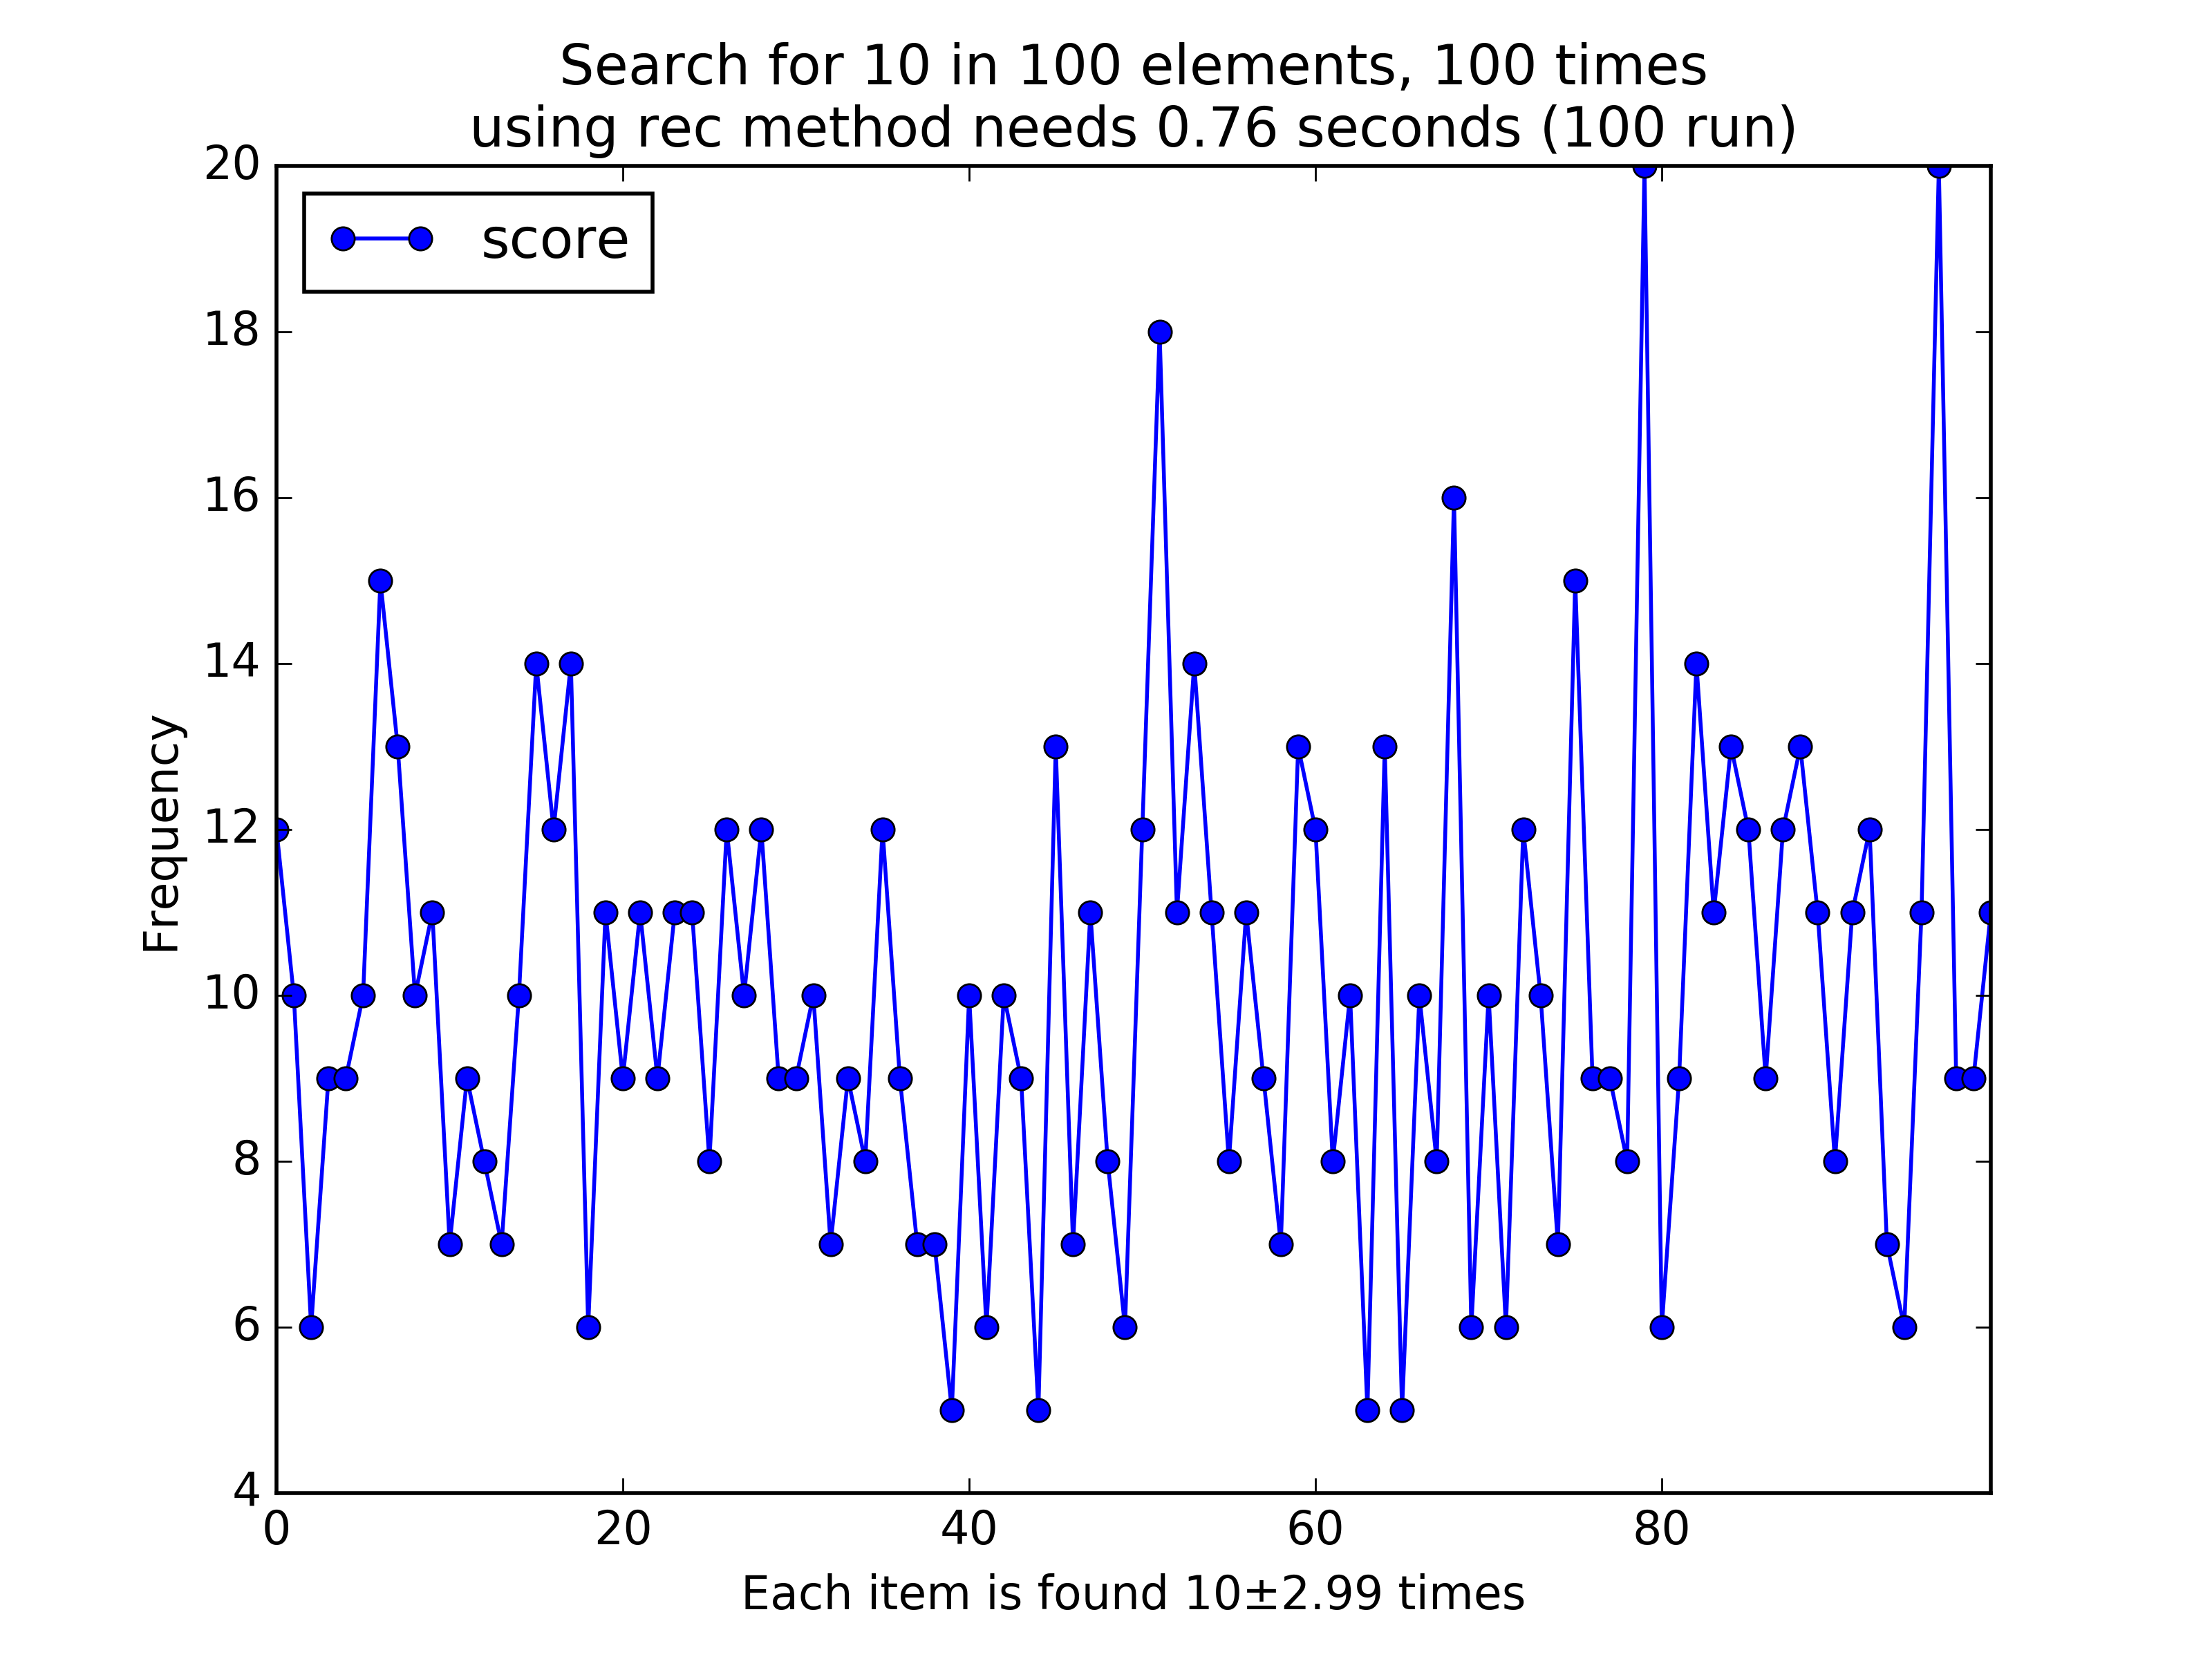 Search for 10 in 100 elements, 100 times
using rec method needs 0.76 seconds (100 run)
score
Frequency
20
18
16
14
12
10
8
6
4
0 20 40 60 80
Each item is found 10±2.99 times